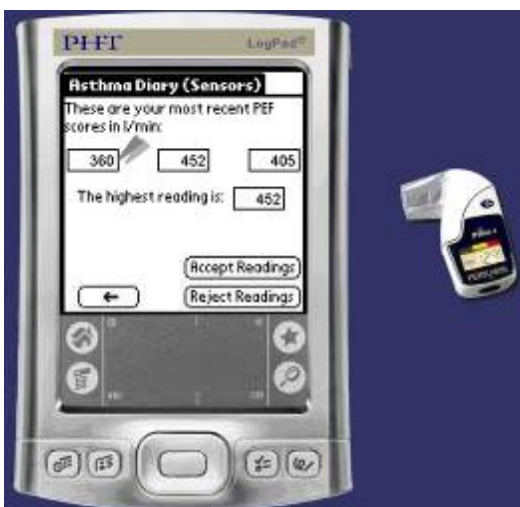 PHT LogPad®
Asthma Diary (Sensors)
These are your most recent PEF
scores in l/min:
360 452 405
The highest reading is: 452
Accept Readings
Reject Readings